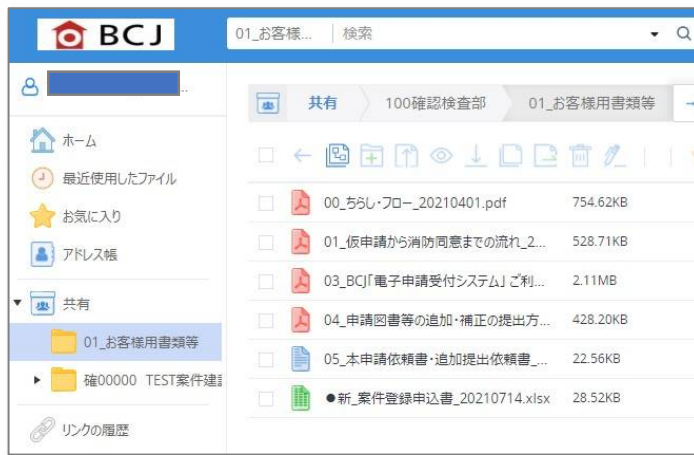 BCJ
01_お客様... 検索
..
共有 100確認検査部 01_お客様用書類等
ホーム
最近使用したファイル
お気に入り
アドレス帳
共有
01_お客様用書類等
確00000 TEST案件建
リンクの履歴
00_ちらし・フロー_20210401.pdf 754.62KB
01_仮申請から消防同意までの流れ_2... 528.71KB
03_BCJ「電子申請受付システム」ご利... 2.11MB
04_申請図書等の追加・補正の提出方... 428.20KB
05_本申請依頼書・追加提出依頼書_... 22.56KB
●新_案件登録申込書_20210714.xlsx 28.52KB